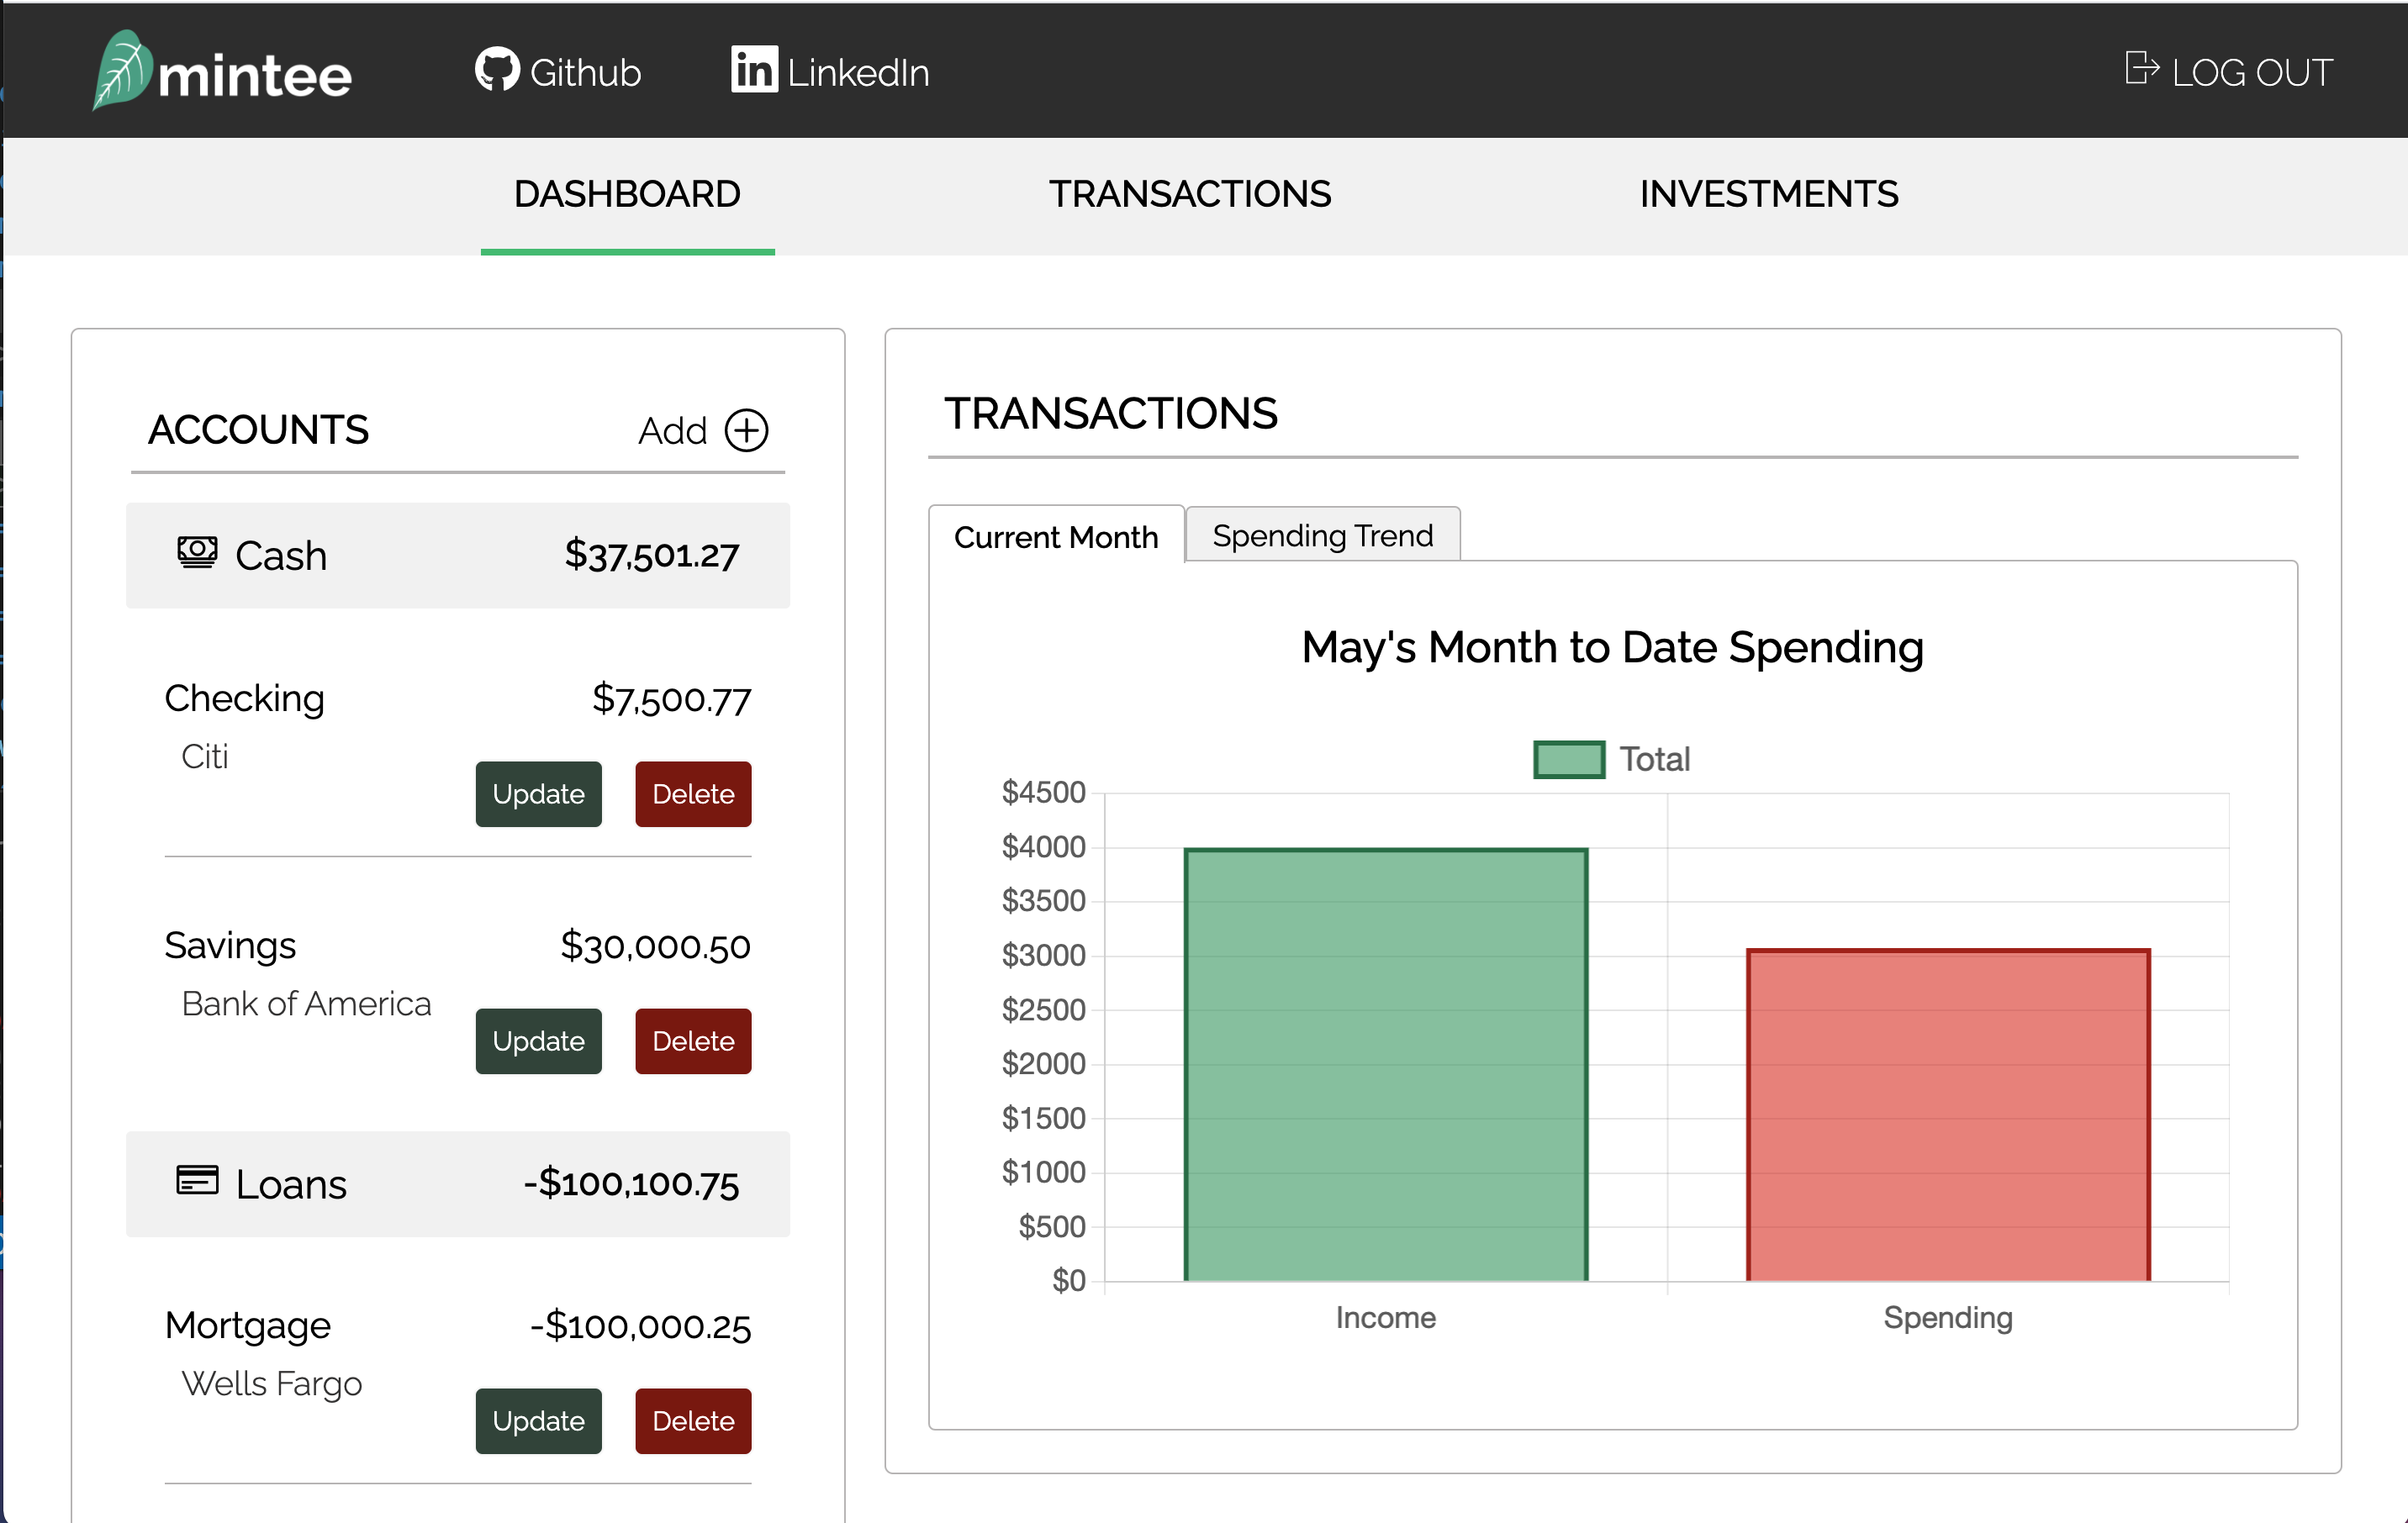 mintee
Github
LinkedIn
LOG OUT
DASHBOARD
TRANSACTIONS
INVESTMENTS
ACCOUNTS
Add
Cash $37,501.27
Checking $7,500.77
Citi
Update Delete
Savings $30,000.50
Bank of America
Update Delete
Loans -$100,100.75
Mortgage -$100,000.25
Wells Fargo
Update Delete
TRANSACTIONS
Current Month Spending Trend
May's Month to Date Spending
Total
$4500
$4000
$3500
$3000
$2500
$2000
$1500
$1000
$500
$0
Income Spending